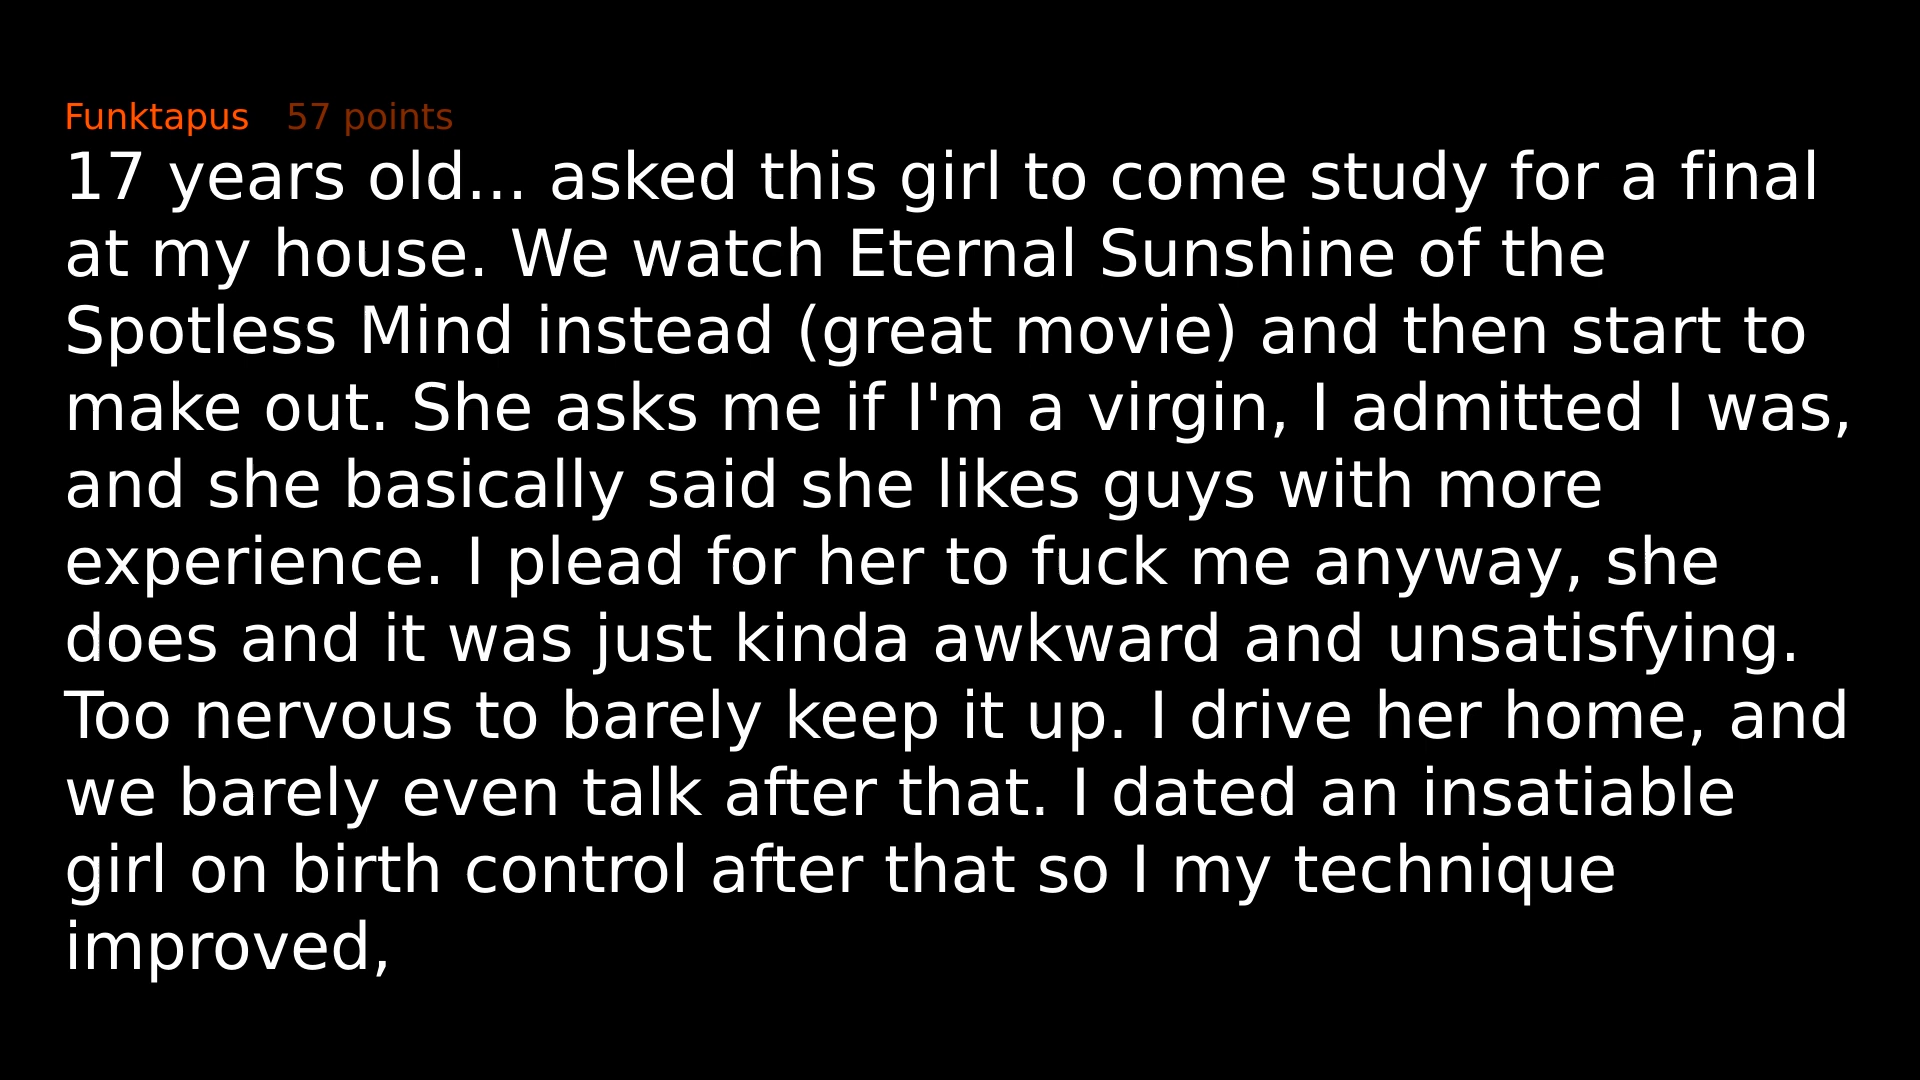 Funktapus 57 points
17 years old... asked this girl to come study for a final
at my house. We watch Eternal Sunshine of the
Spotless Mind instead (great movie) and then start to
make out. She asks me if I'm a virgin, I admitted I was,
and she basically said she likes guys with more
experience. I plead for her to fuck me anyway, she
does and it was just kinda awkward and unsatisfying.
Too nervous to barely keep it up. I drive her home, and
we barely even talk after that. I dated an insatiable
girl on birth control after that so I my technique
improved,